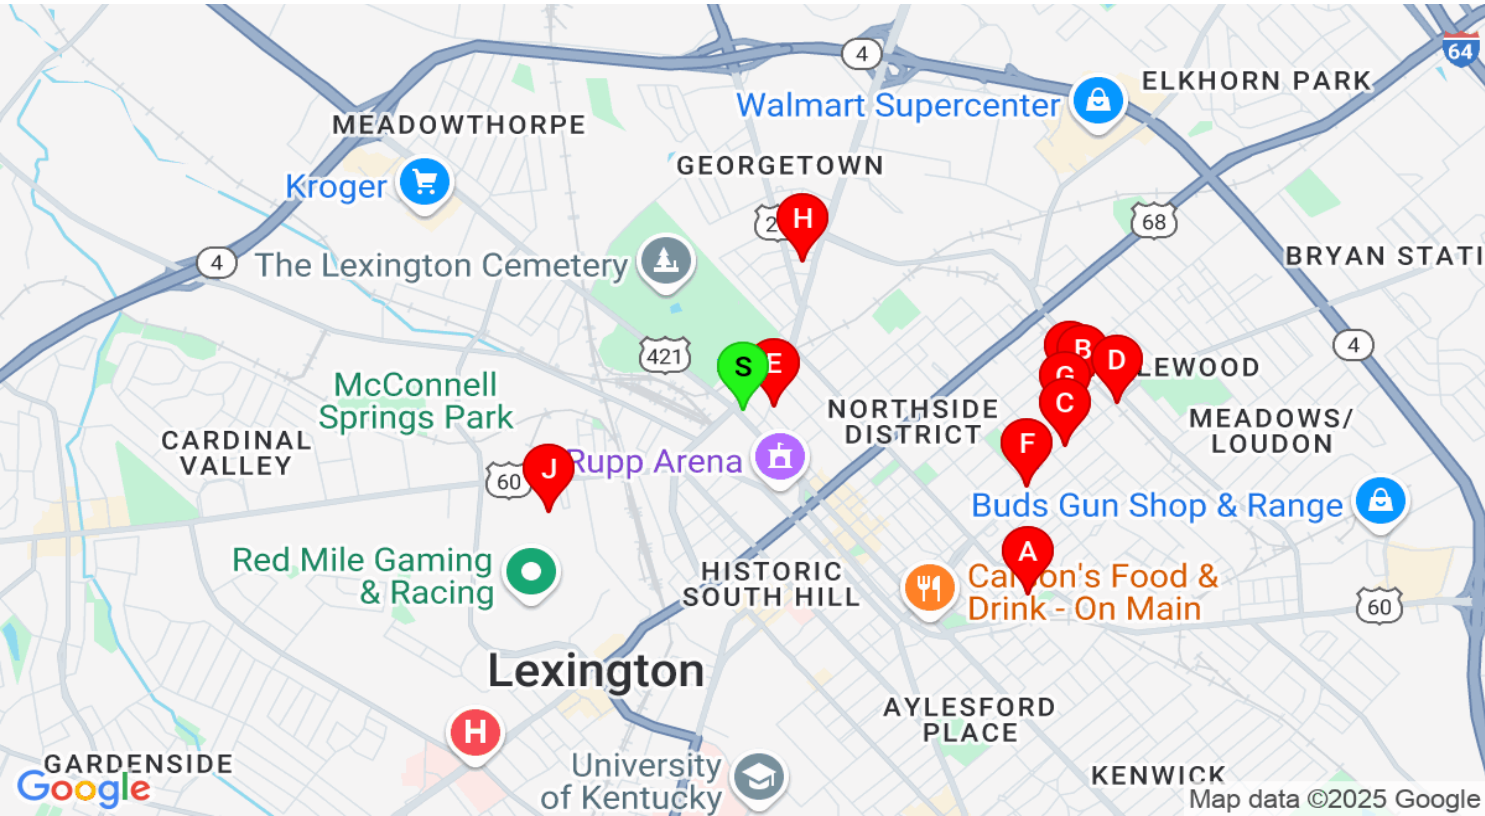 64
4
ELKHORN PARK
Walmart Supercenter
MEADOWTHORPE
GEORGETOWN
Kroger
2
H
68
BRYAN STATI
4
The Lexington Cemetery
4
421
S
E
B
D
LEWOOD
G
C
McConnell
Springs Park
NORTHSIDE
DISTRICT
MEADOWS/
LOUDON
CARDINAL
VALLEY
F
J
60
Rupp Arena
Buds Gun Shop & Range
A
Red Mile Gaming
& Racing
HISTORIC
SOUTH HILL
Drink - On Main
Food &
60
Lexington
AYLESFORD
PLACE
H
GARDENSIDE
University
of Kentucky
KENWICK
Google
Map data ©2025 Google